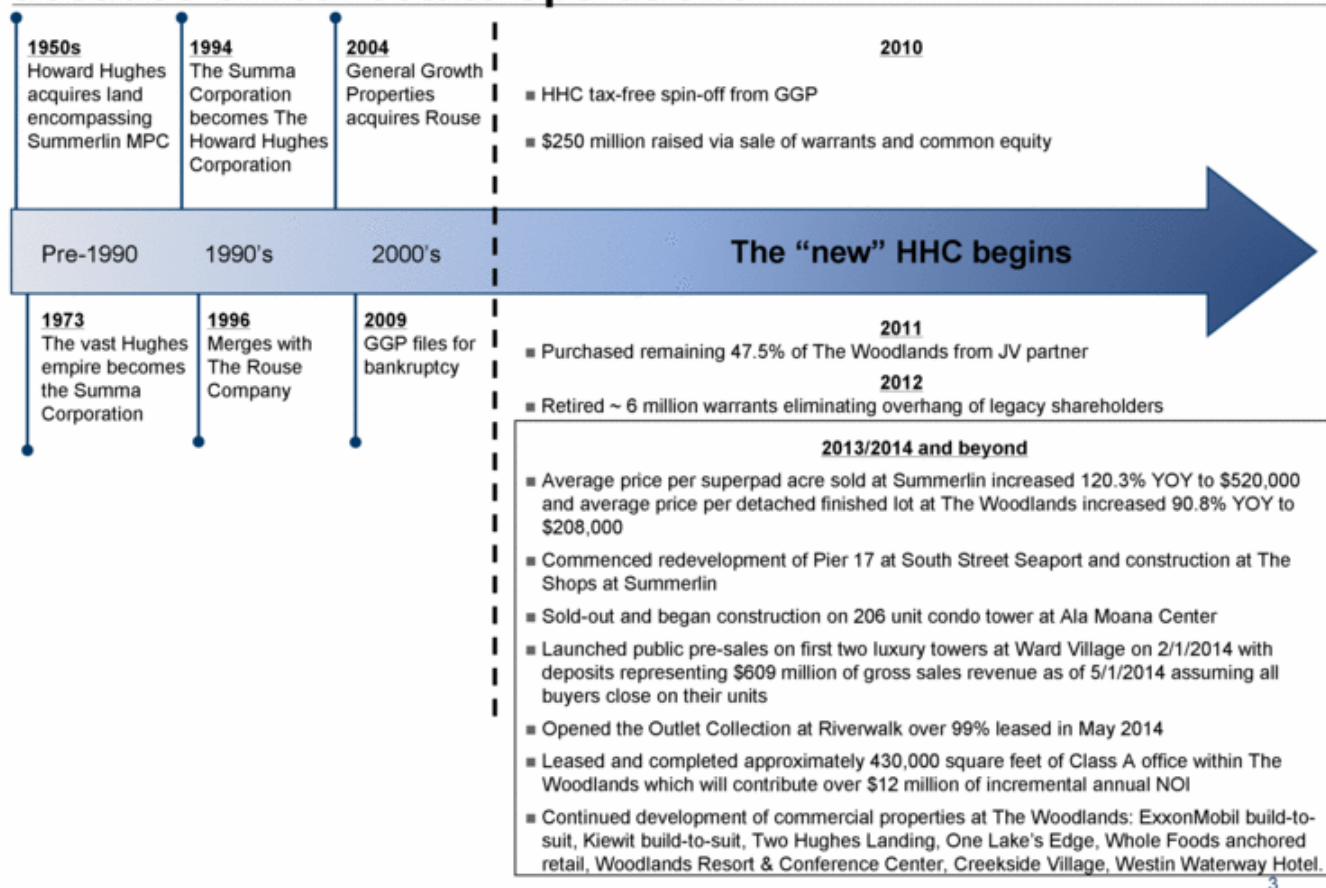 1950s
Howard Hughes
acquires land
encompassing
Summerlin MPC
1994
The Summa
Corporation
becomes The
Howard Hughes
Corporation
2004
General Growth
Properties
acquires Rouse
2010
■ HHC tax-free spin-off from GGP
■ $250 million raised via sale of warrants and common equity
Pre-1990
1990's
2000's
The “new” HHC begins
1973
The vast Hughes
empire becomes
the Summa
Corporation
1996
Merges with
The Rouse
Company
2009
GGP files for
bankruptcy
2011
■ Purchased remaining 47.5% of The Woodlands from JV partner
2012
■ Retired ~ 6 million warrants eliminating overhang of legacy shareholders
2013/2014 and beyond
■ Average price per superpad acre sold at Summerlin increased 120.3% YOY to $520,000
and average price per detached finished lot at The Woodlands increased 90.8% YOY to
$208,000
■ Commenced redevelopment of Pier 17 at South Street Seaport and construction at The
Shops at Summerlin
■ Sold-out and began construction on 206 unit condo tower at Ala Moana Center
■ Launched public pre-sales on first two luxury towers at Ward Village on 2/1/2014 with
deposits representing $609 million of gross sales revenue as of 5/1/2014 assuming all
buyers close on their units
■ Opened the Outlet Collection at Riverwalk over 99% leased in May 2014
■ Leased and completed approximately 430,000 square feet of Class A office within The
Woodlands which will contribute over $12 million of incremental annual NOI
■ Continued development of commercial properties at The Woodlands: ExxonMobil build-to-
suit, Kiewit build-to-suit, Two Hughes Landing, One Lake's Edge, Whole Foods anchored
retail, Woodlands Resort & Conference Center, Creekside Village, Westin Waterway Hotel.
3